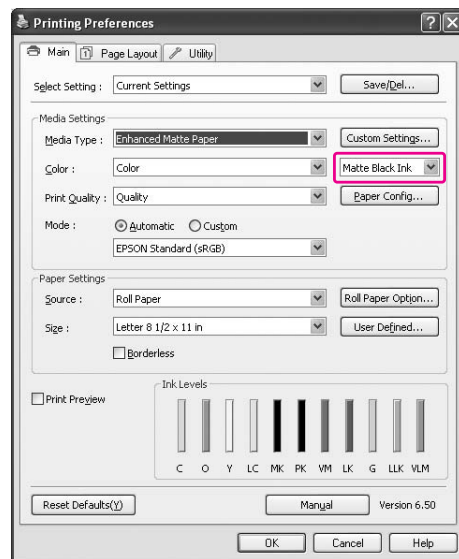 Printing Preferences
Main Page Layout Utility
Select Setting : Current Settings Save/Del...
Media Settings
Media Type : Enhanced Matte Paper Custom Settings...
Color : Color Matte Black Ink
Print Quality : Quality Paper Config...
Mode : Automatic Custom
EPSON Standard (sRGB)
Paper Settings
Source : Roll Paper Roll Paper Option...
Size : Letter 8 1/2 x 11 in User Defined...
Borderless
Print Preview
Ink Levels
C O Y LC MK PK VM LK G LLK VLM
Reset Defaults(Y) Manual Version 6.50
OK Cancel Help